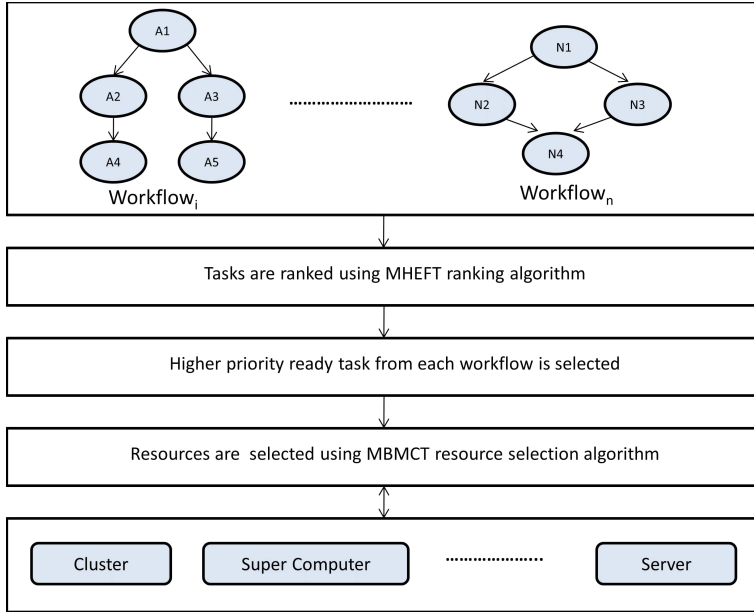 A1
N1
A2
A3
N2
N3
A4
A5
N4
Workflowi
Workflown
Tasks are ranked using MHEFT ranking algorithm
Higher priority ready task from each workflow is selected
Resources are selected using MBMCT resource selection algorithm
Cluster
Super Computer
Server